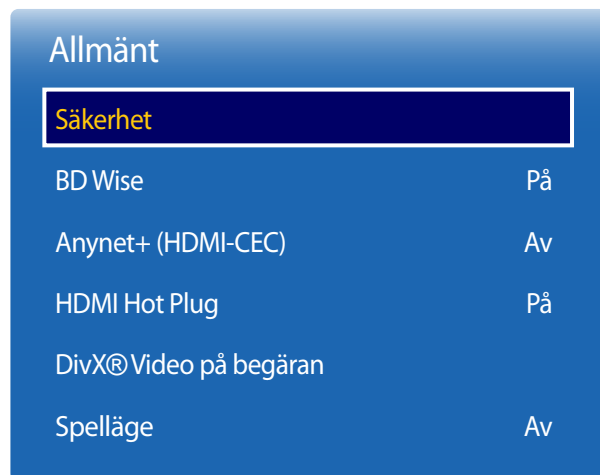 Allmänt
Säkerhet
BD Wise På
Anynet+ (HDMI-CEC) Av
HDMI Hot Plug På
DivX® Video på begäran
Spelläge Av